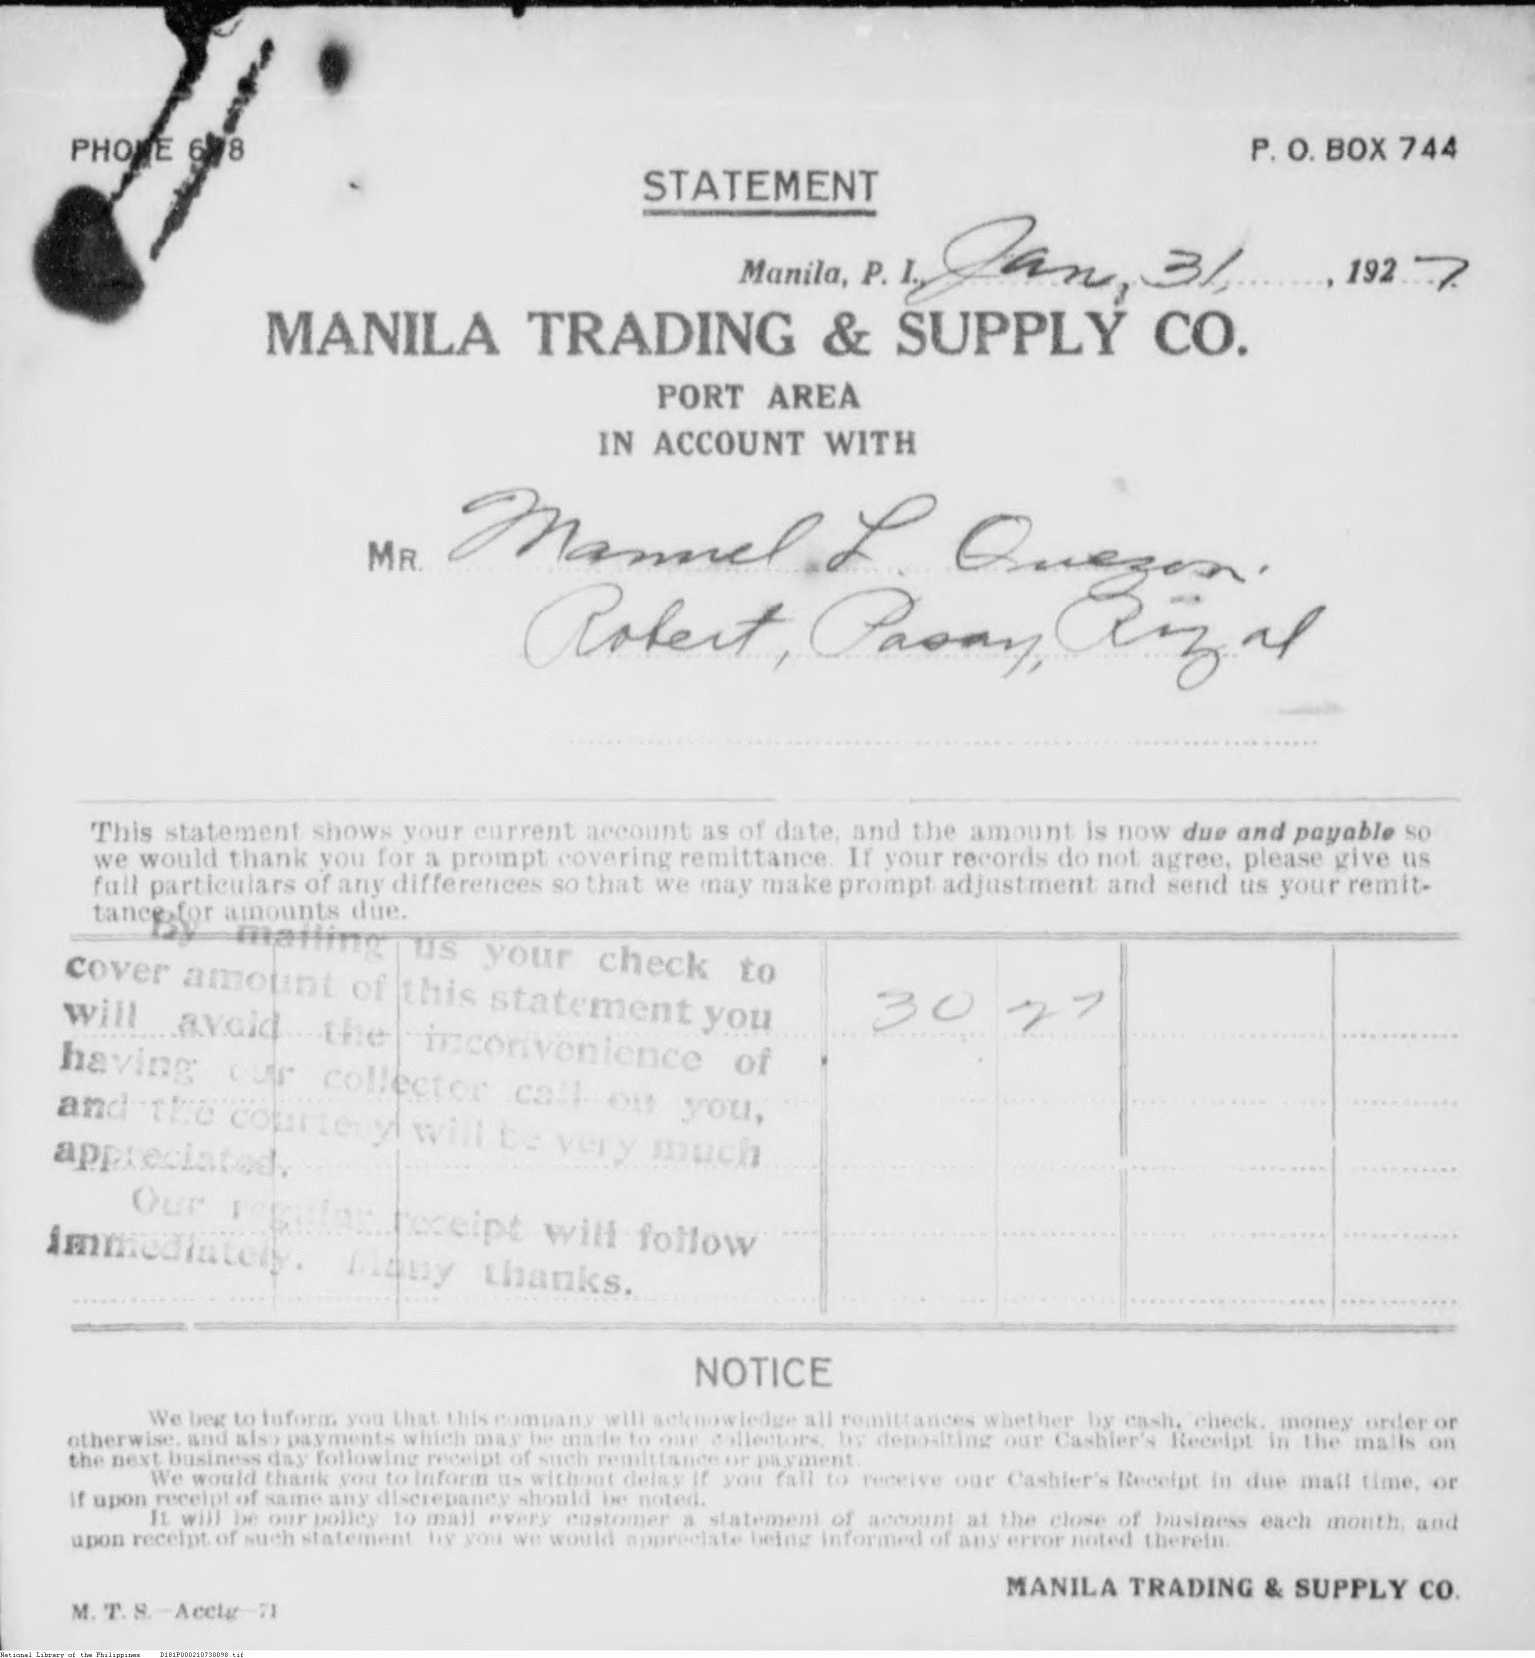 PHONE 6 8
P. O. BOX 744
STATEMENT
Manila, P. I., Jan, 31, , 1927.
MANILA TRADING & SUPPLY CO.
PORT AREA
IN ACCOUNT WITH
MR. Manuel L. Quezon.
Robert, Pasay, Rizal
This statement shows your current account as of date, and the amount is now due and payable so
we would thank you for a prompt covering remittance. If your records do not agree, please give us
full particulars of any differences so that we may make prompt adjustment and send us your remit-
tance for amounts due.
By mailing us your check to
cover amount of this statement you
will avoid the inconvenience of
having our collector call on you,
and the courtesy will be very much
appreciated.
Our regular receipt will follow
immediately. Many thanks.
30 27
NOTICE
We beg to inform you that this company will acknowledge all remittances whether by cash, check, money order or
otherwise, and also payments which may be made to our collectors, by depositing our Cashier's Receipt in the mails on
the next business day following receipt of such remittance or payment.
We would thank you to inform us without delay if you fail to receive our Cashier's Receipt in due mail time, or
if upon receipt of same any discrepancy should be noted.
It will be our policy to mail every customer a statement of account at the close of business each month, and
upon receipt of such statement by you we would appreciate being informed of any error noted therein.
MANILA TRADING & SUPPLY CO.
M. T. S.—Acctg—71
National Library of the Philippines D181P000210738098.tif